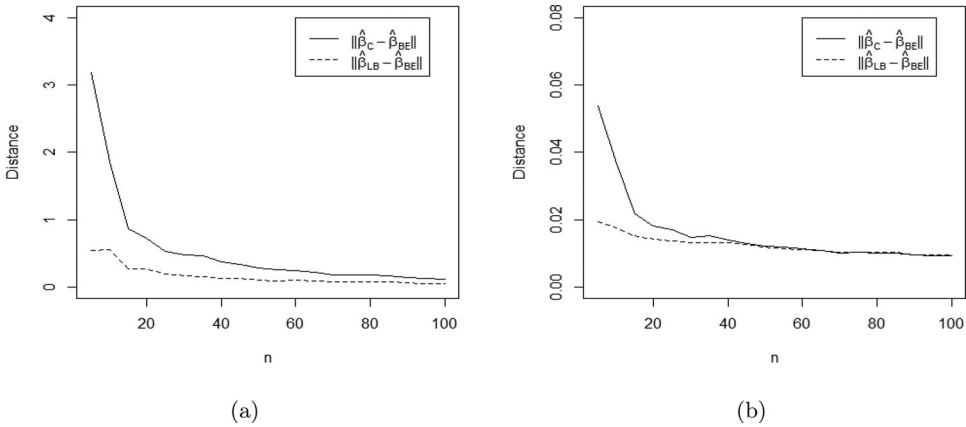 ‖β̂C − β̂BE‖
‖β̂LB − β̂BE‖
Distance
0
1
2
3
4
20
40
60
80
100
n
(a)
‖β̂C − β̂BE‖
‖β̂LB − β̂BE‖
Distance
0.00
0.02
0.04
0.06
0.08
20
40
60
80
100
n
(b)